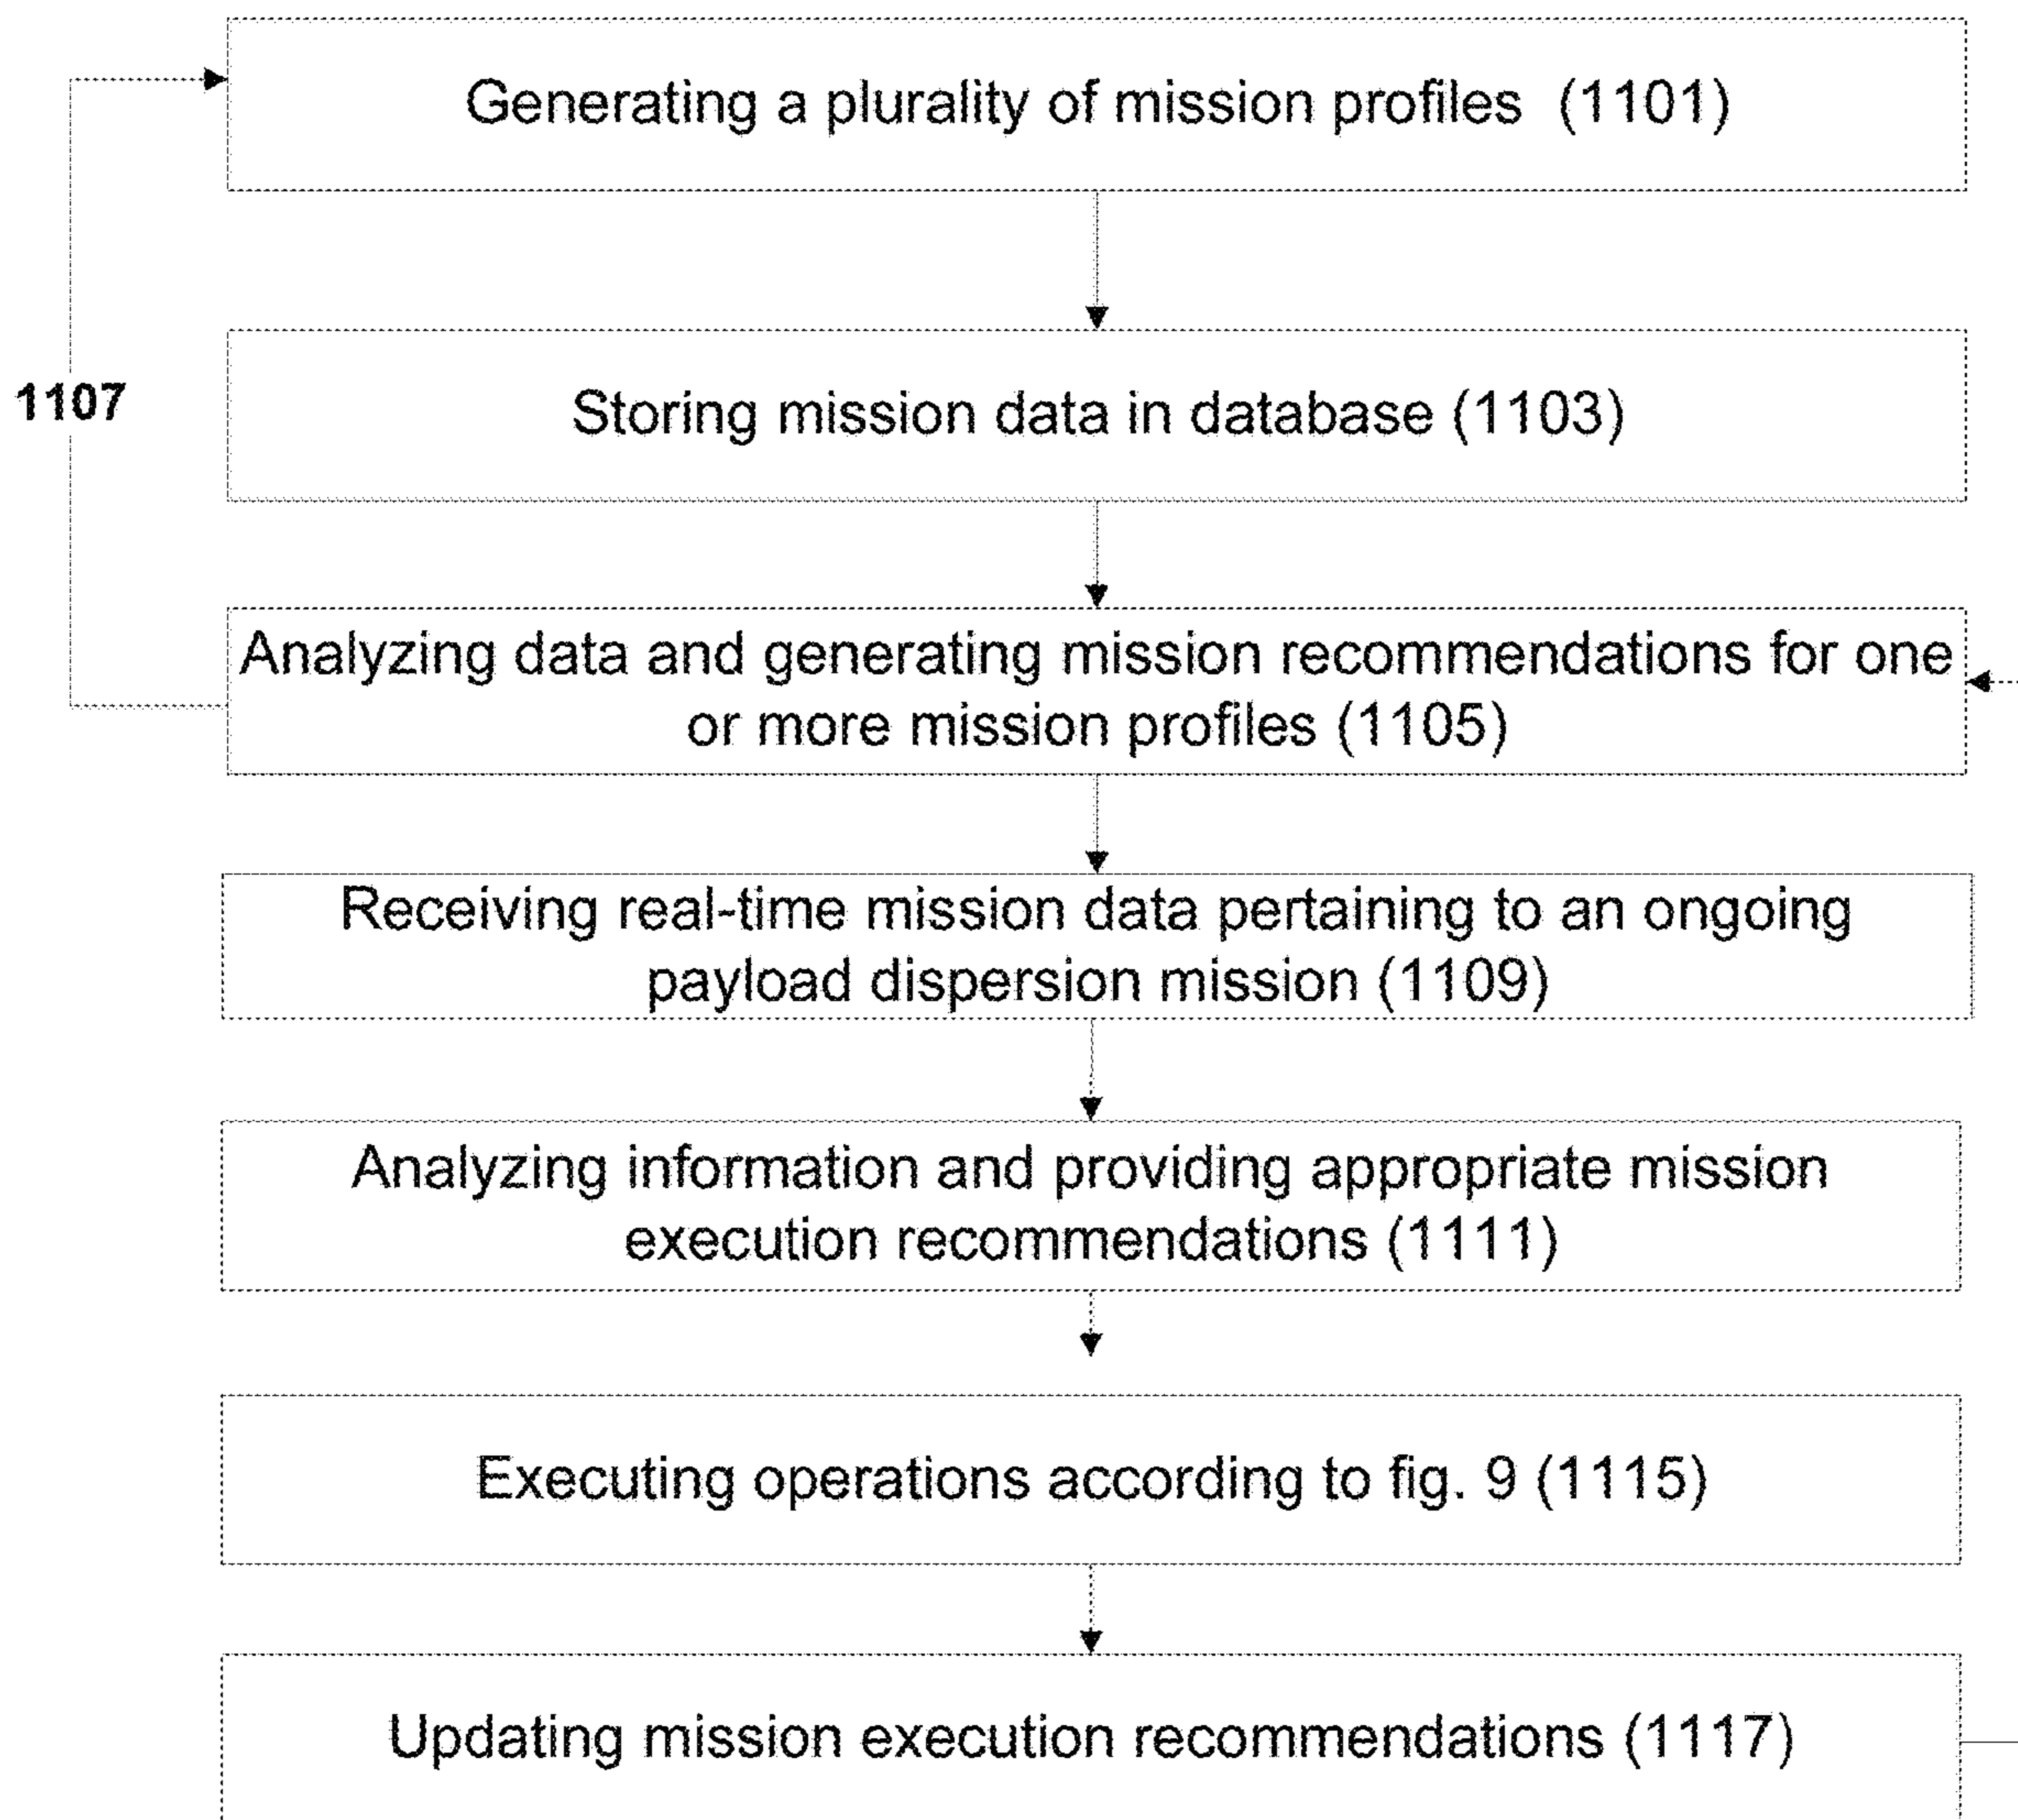 Generating a plurality of mission profiles (1101)
1107
Storing mission data in database (1103)
Analyzing data and generating mission recommendations for one
or more mission profiles (1105)
Receiving real-time mission data pertaining to an ongoing
payload dispersion mission (1109)
Analyzing information and providing appropriate mission
execution recommendations (1111)
Executing operations according to fig. 9 (1115)
Updating mission execution recommendations (1117)